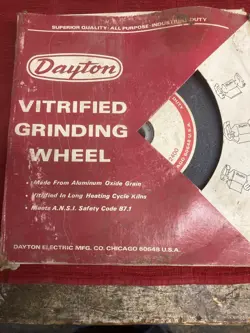 SUPERIOR QUALITY · ALL PURPOSE · INDUSTRIAL DUTY
Dayton
VITRIFIED
GRINDING
WHEEL
• Made From Aluminum Oxide Grain
• Vitrified In Long Heating Cycle Kilns
• Meets A.N.S.I. Safety Code B7.1
DAYTON ELECTRIC MFG. CO. CHICAGO 60648 U.S.A.